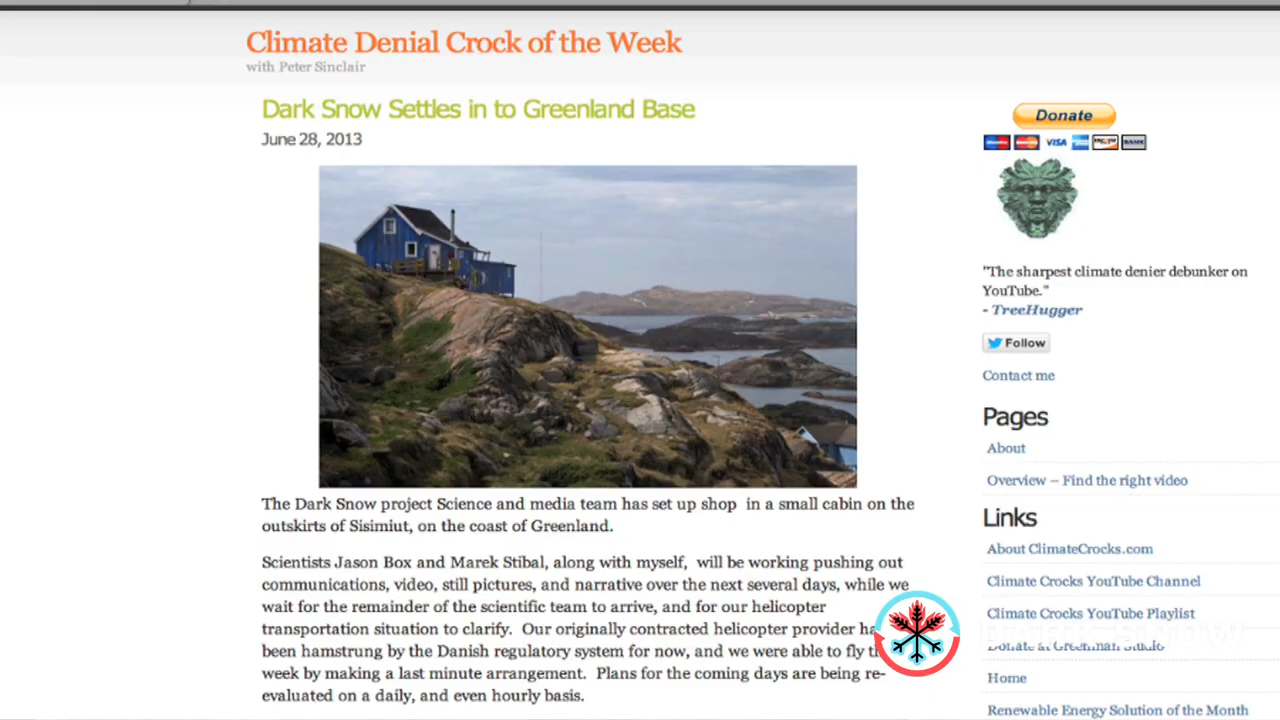 Climate Denial Crock of the Week
with Peter Sinclair
Dark Snow Settles in to Greenland Base
June 28, 2013
The Dark Snow project Science and media team has set up shop in a small cabin on the
outskirts of Sisimiut, on the coast of Greenland.
Scientists Jason Box and Marek Stibal, along with myself, will be working pushing out
communications, video, still pictures, and narrative over the next several days, while we
wait for the remainder of the scientific team to arrive, and for our helicopter
transportation situation to clarify. Our originally contracted helicopter provider
been hamstrung by the Danish regulatory system for now, and we were able to fly
week by making a last minute arrangement. Plans for the coming days are being re-
evaluated on a daily, and even hourly basis.
Donate
VISA
"The sharpest climate denier debunker on
YouTube."
- TreeHugger
Follow
Contact me
Pages
About
Overview – Find the right video
Links
About ClimateCrocks.com
Climate Crocks YouTube Channel
Climate Crocks YouTube Playlist
Donate at Greenman Studio
Home
Renewable Energy Solution of the Month